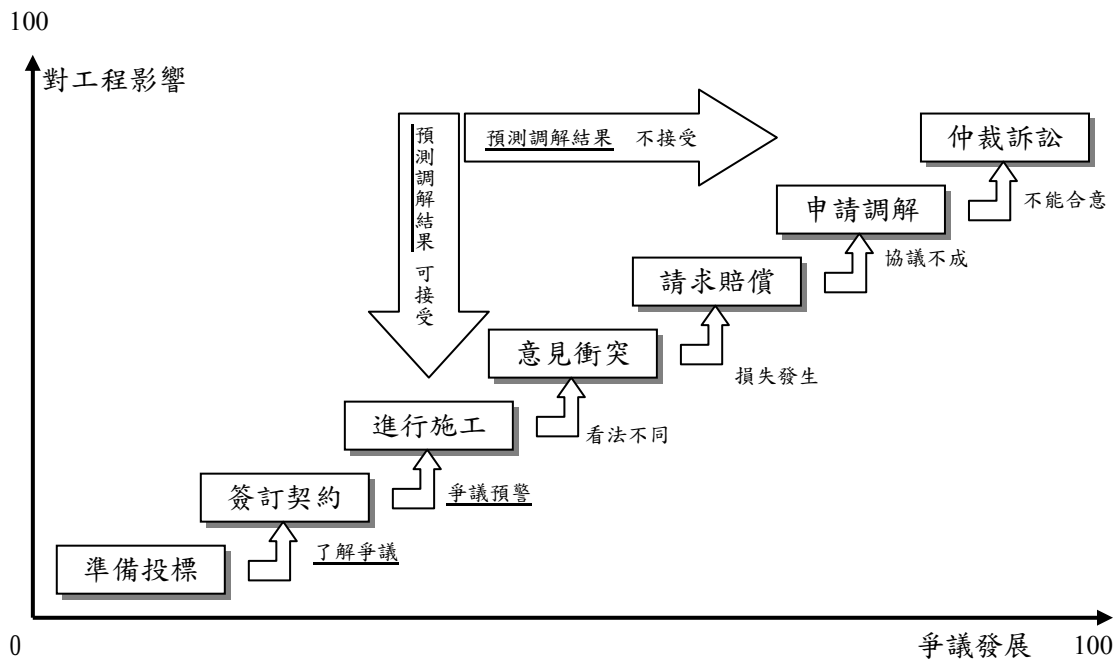 100
對工程影響
預測調解結果 可接受
預測調解結果 不接受
仲裁訴訟
不能合意
申請調解
協議不成
請求賠償
損失發生
意見衝突
看法不同
進行施工
爭議預警
簽訂契約
了解爭議
準備投標
0
爭議發展
100